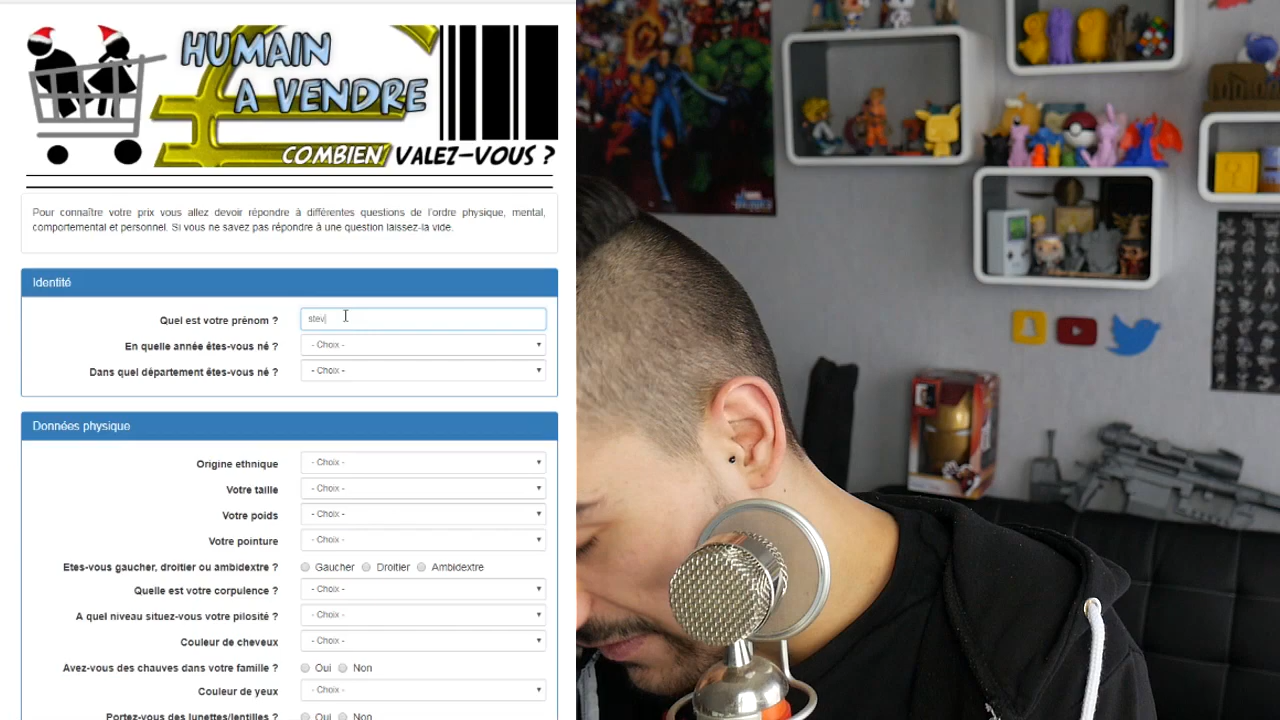 HUMAIN
A VENDRE
COMBIEN VALEZ-VOUS ?
Pour connaître votre prix vous allez devoir répondre à différentes questions de l'ordre physique, mental,
comportemental et personnel. Si vous ne savez pas répondre à une question laissez-la vide.
Identité
Quel est votre prénom ? stev
En quelle année êtes-vous né ? - Choix -
Dans quel département êtes-vous né ? - Choix -
Données physique
Origine ethnique - Choix -
Votre taille - Choix -
Votre poids - Choix -
Votre pointure - Choix -
Etes-vous gaucher, droitier ou ambidextre ? Gaucher Droitier Ambidextre
Quelle est votre corpulence ? - Choix -
A quel niveau situez-vous votre pilosité ? - Choix -
Couleur de cheveux - Choix -
Avez-vous des chauves dans votre famille ? Oui Non
Couleur de yeux - Choix -
Portez-vous des lunettes/lentilles ? Oui Non